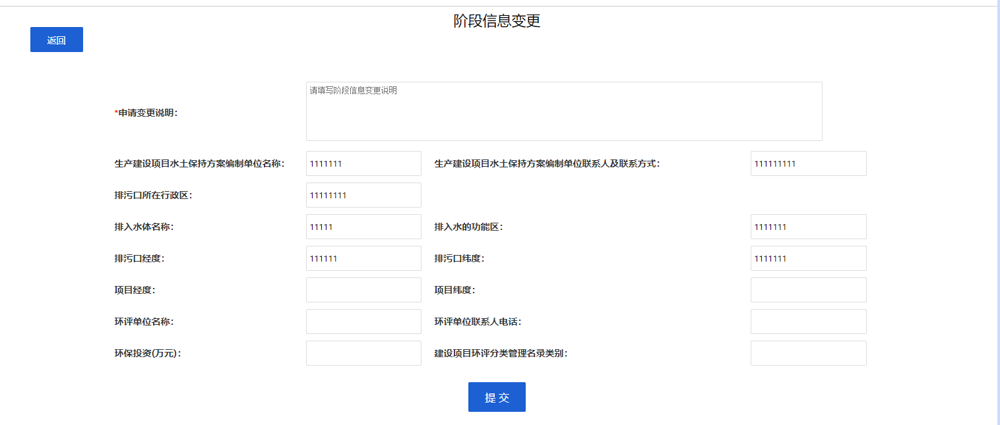 阶段信息变更
返回
请填写阶段信息变更说明
*申请变更说明：
生产建设项目水土保持方案编制单位名称： 1111111 生产建设项目水土保持方案编制单位联系人及联系方式： 111111111
排污口所在行政区： 11111111
排入水体名称： 11111 排入水的功能区： 1111111
排污口经度： 111111 排污口纬度： 1111111
项目经度： 项目纬度：
环评单位名称： 环评单位联系人电话：
环保投资(万元)： 建设项目环评分类管理名录类别：
提 交